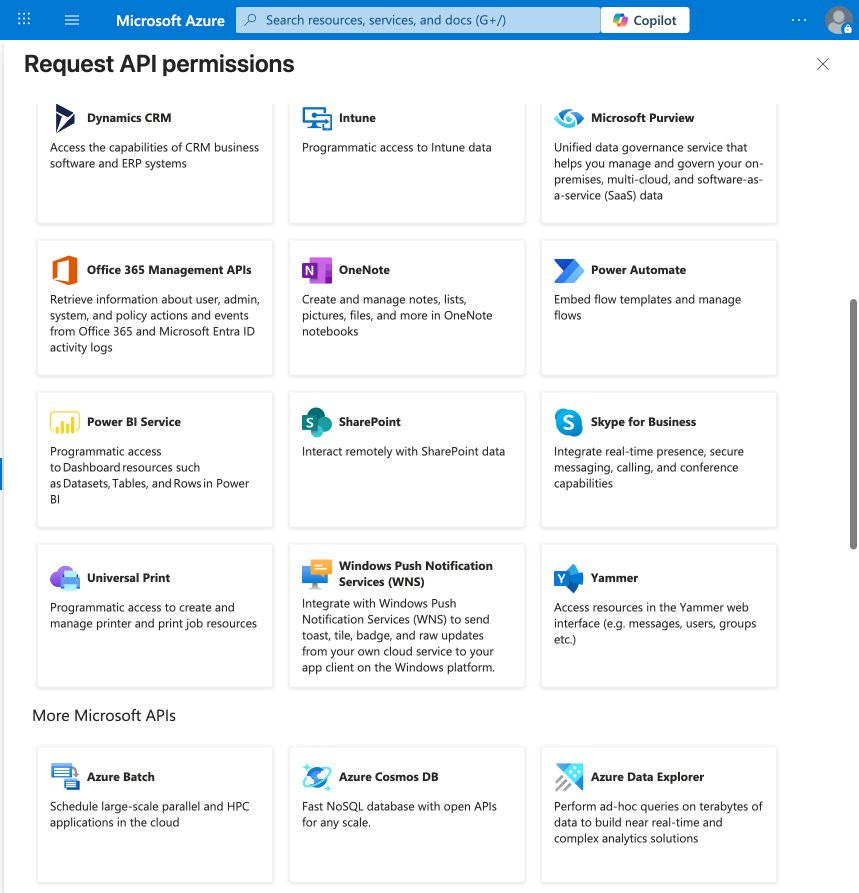 Microsoft Azure
Search resources, services, and docs (G+/)
Copilot
Request API permissions
Dynamics CRM
Access the capabilities of CRM business
software and ERP systems
Intune
Programmatic access to Intune data
Microsoft Purview
Unified data governance service that
helps you manage and govern your on-
premises, multi-cloud, and software-as-
a-service (SaaS) data
Office 365 Management APIs
Retrieve information about user, admin,
system, and policy actions and events
from Office 365 and Microsoft Entra ID
activity logs
N
OneNote
Create and manage notes, lists,
pictures, files, and more in OneNote
notebooks
Power Automate
Embed flow templates and manage
flows
Power BI Service
Programmatic access
to Dashboard resources such
as Datasets, Tables, and Rows in Power
BI
S
SharePoint
Interact remotely with SharePoint data
S
Skype for Business
Integrate real-time presence, secure
messaging, calling, and conference
capabilities
Universal Print
Programmatic access to create and
manage printer and print job resources
Windows Push Notification
Services (WNS)
Integrate with Windows Push
Notification Services (WNS) to send
toast, tile, badge, and raw updates
from your own cloud service to your
app client on the Windows platform.
Y
Yammer
Access resources in the Yammer web
interface (e.g. messages, users, groups
etc.)
More Microsoft APIs
Azure Batch
Schedule large-scale parallel and HPC
applications in the cloud
Azure Cosmos DB
Fast NoSQL database with open APIs
for any scale.
Azure Data Explorer
Perform ad-hoc queries on terabytes of
data to build near real-time and
complex analytics solutions